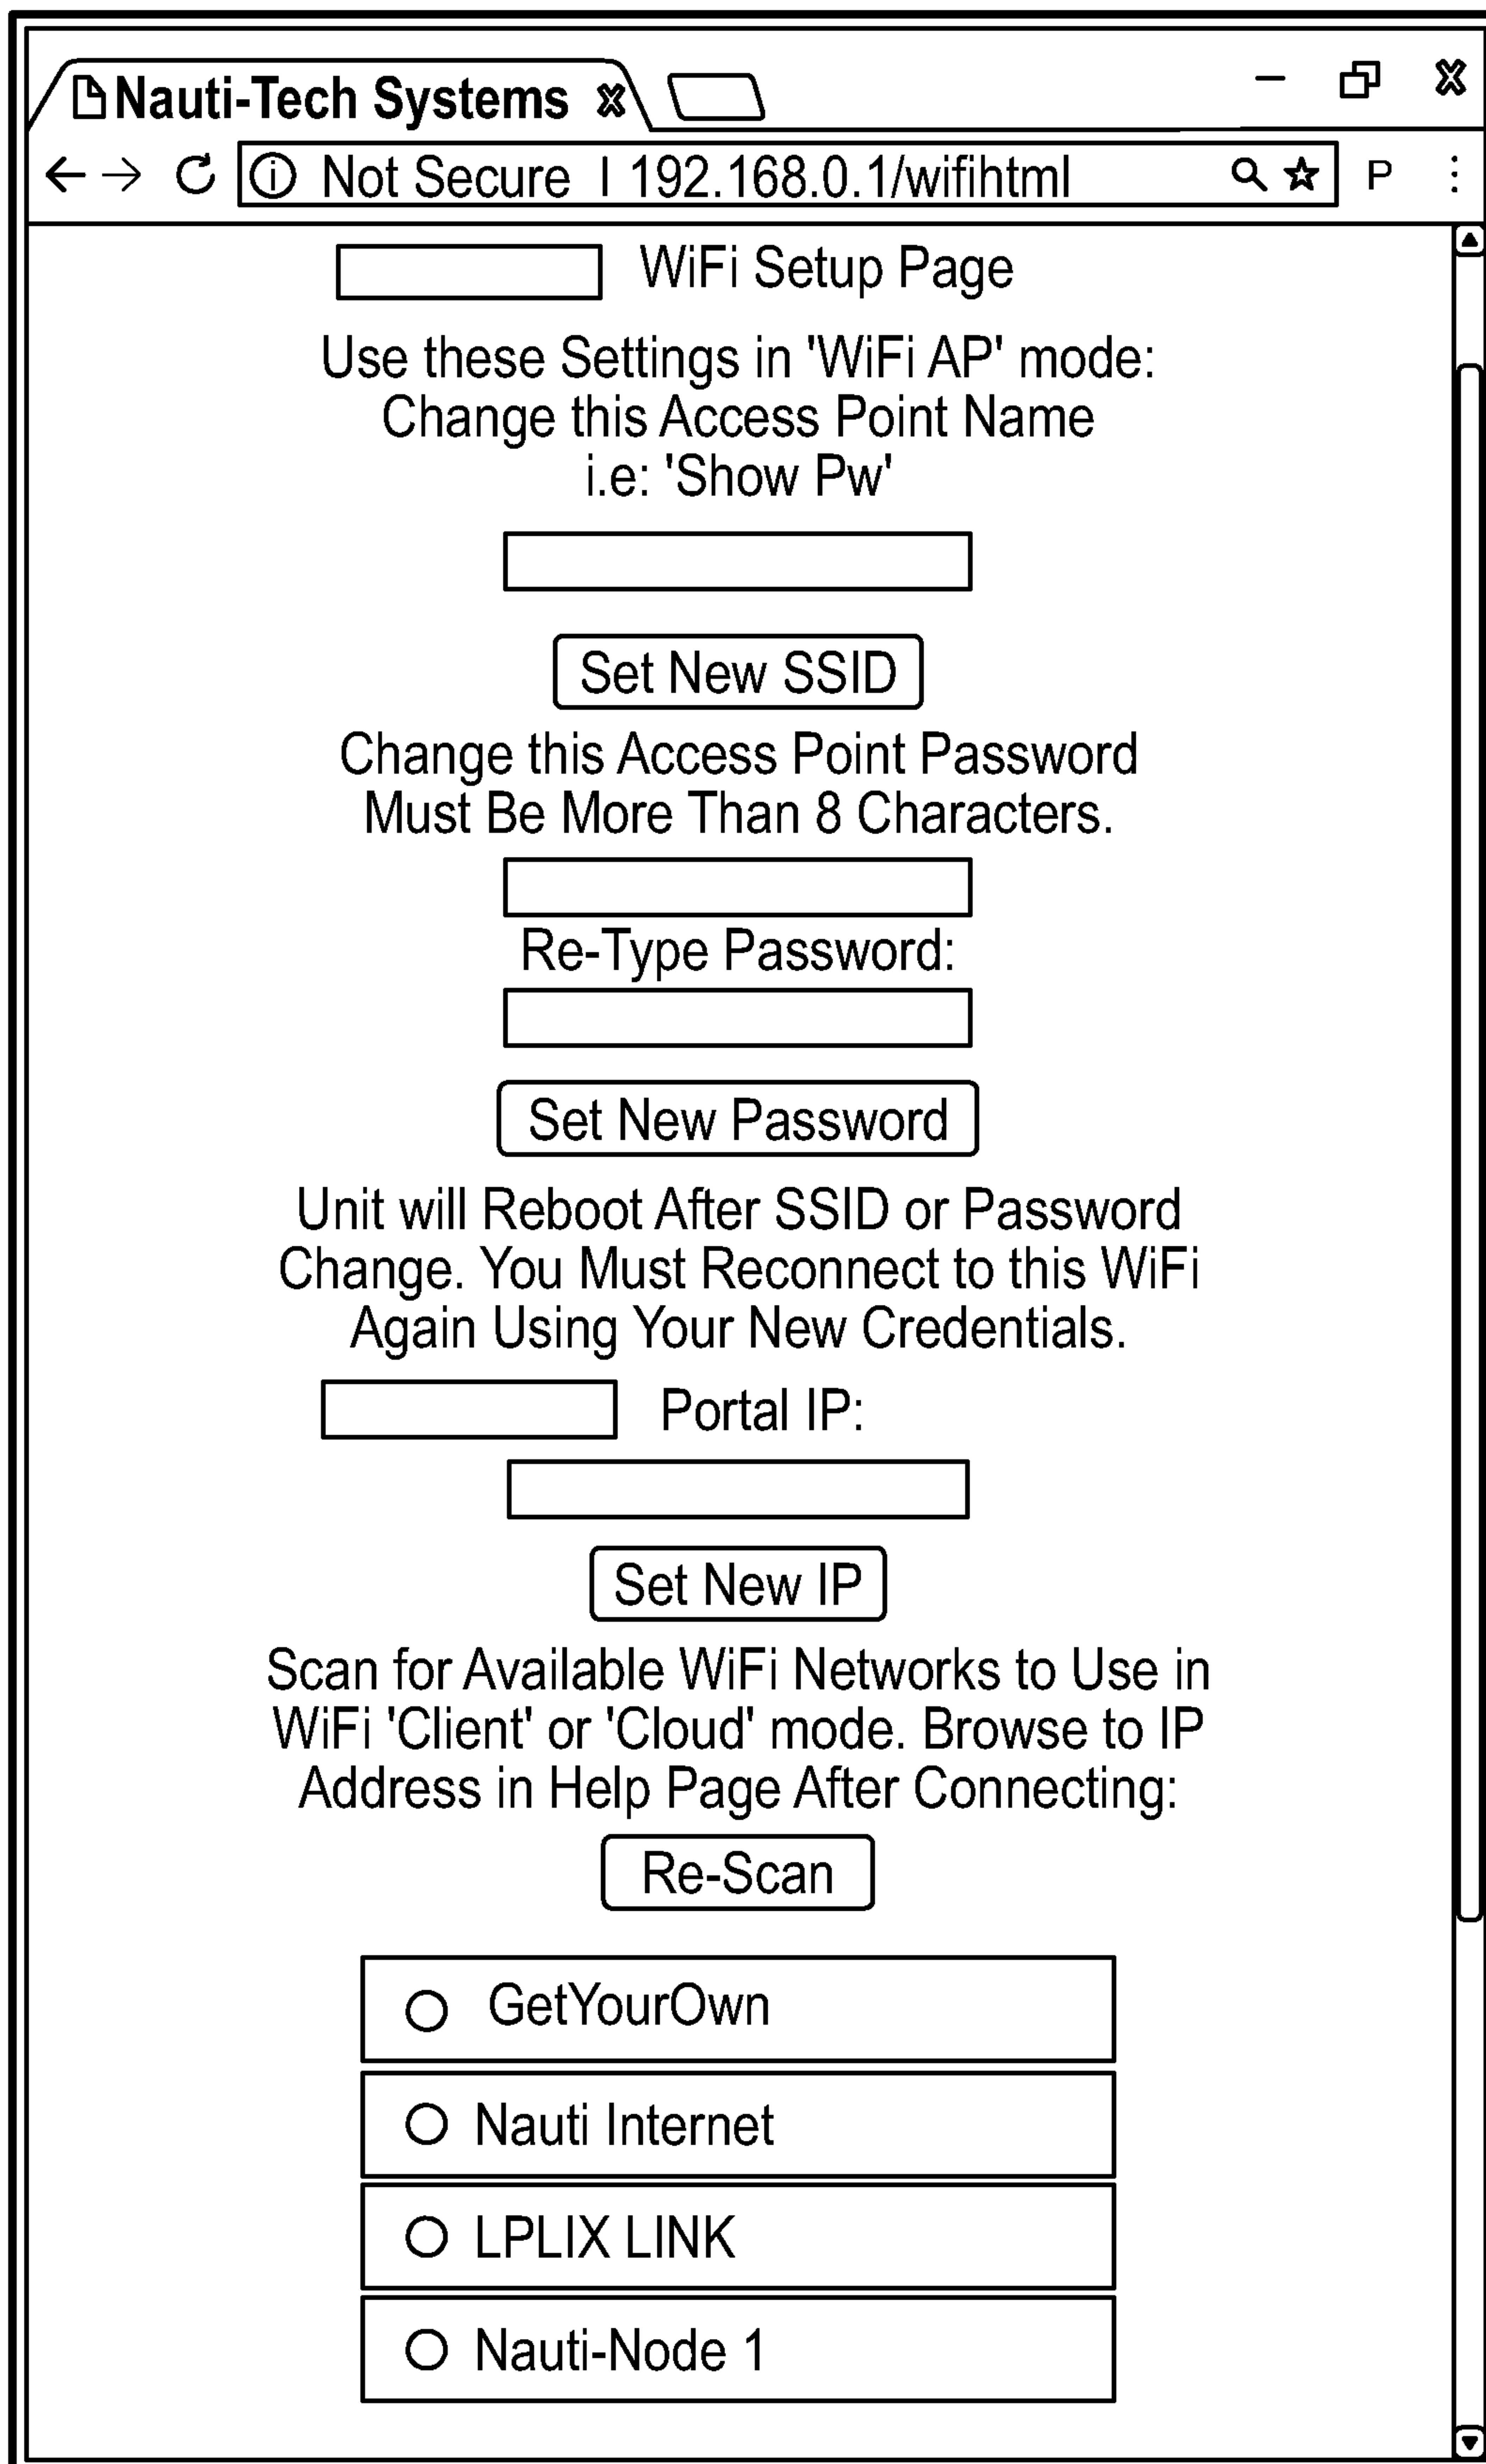 Nauti-Tech Systems
Not Secure | 192.168.0.1/wifihtml
P
WiFi Setup Page
Use these Settings in 'WiFi AP' mode:
Change this Access Point Name
i.e: 'Show Pw'
Set New SSID
Change this Access Point Password
Must Be More Than 8 Characters.
Re-Type Password:
Set New Password
Unit will Reboot After SSID or Password
Change. You Must Reconnect to this WiFi
Again Using Your New Credentials.
Portal IP:
Set New IP
Scan for Available WiFi Networks to Use in
WiFi 'Client' or 'Cloud' mode. Browse to IP
Address in Help Page After Connecting:
Re-Scan
GetYourOwn
Nauti Internet
LPLIX LINK
Nauti-Node 1